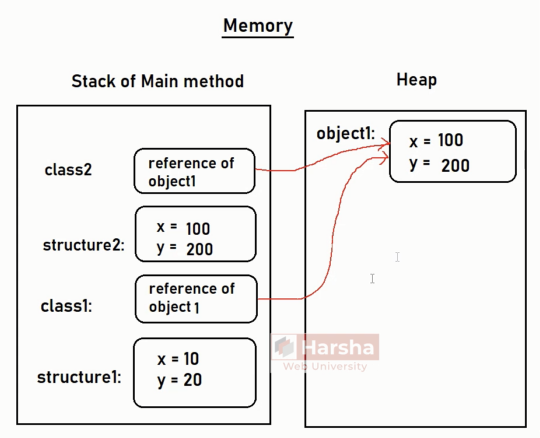 Memory
Stack of Main method
Heap
class2
reference of
object1
structure2:
x = 100
y = 200
class1:
reference of
object 1
structure1:
x = 10
y = 20
object1:
x = 100
y = 200
Harsha
Web University